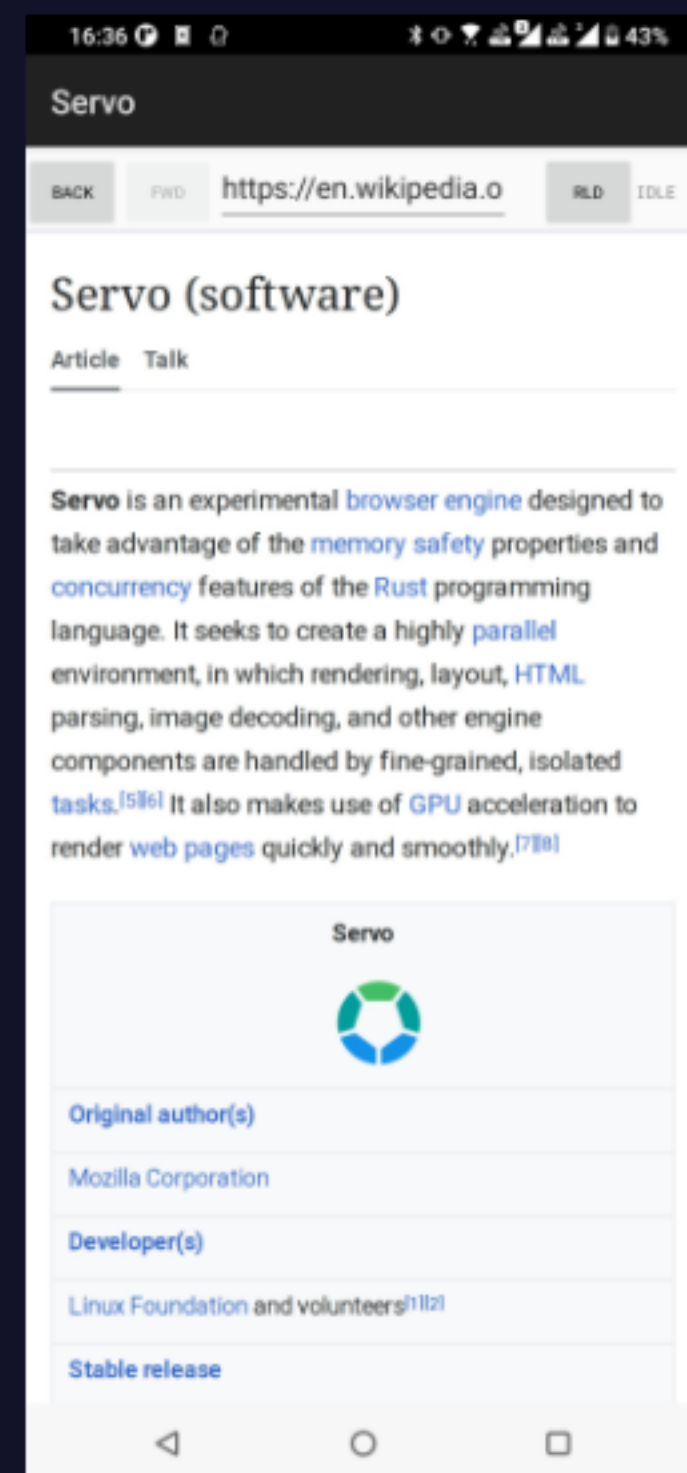 16:36 43%
Servo
BACK FWD https://en.wikipedia.o RLD IDLE
Servo (software)
Article Talk
Servo is an experimental browser engine designed to
take advantage of the memory safety properties and
concurrency features of the Rust programming
language. It seeks to create a highly parallel
environment, in which rendering, layout, HTML
parsing, image decoding, and other engine
components are handled by fine-grained, isolated
tasks.[5][6] It also makes use of GPU acceleration to
render web pages quickly and smoothly.[7][8]
Servo
Original author(s)
Mozilla Corporation
Developer(s)
Linux Foundation and volunteers[1][2]
Stable release